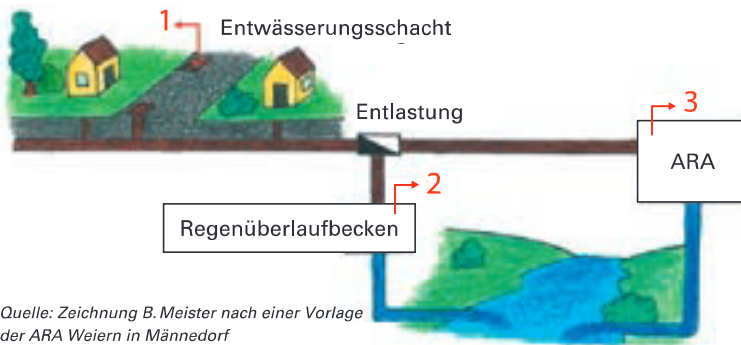 1
Entwässerungsschacht
Entlastung
3
ARA
2
Regenüberlaufbecken
Quelle: Zeichnung B. Meister nach einer Vorlage
der ARA Weiern in Männedorf